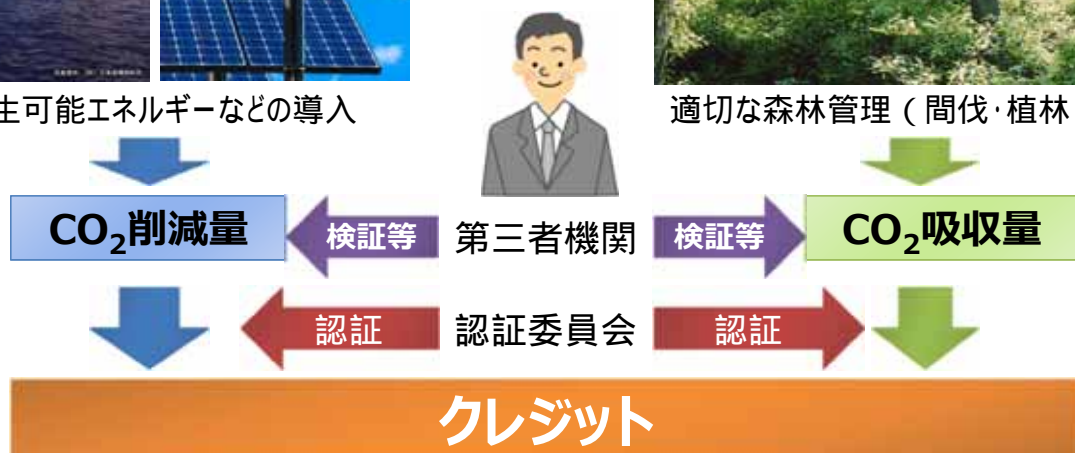 生可能エネルギーなどの導入
適切な森林管理（間伐・植林
CO₂削減量
検証等
第三者機関
検証等
CO₂吸収量
認証
認証委員会
認証
クレジット